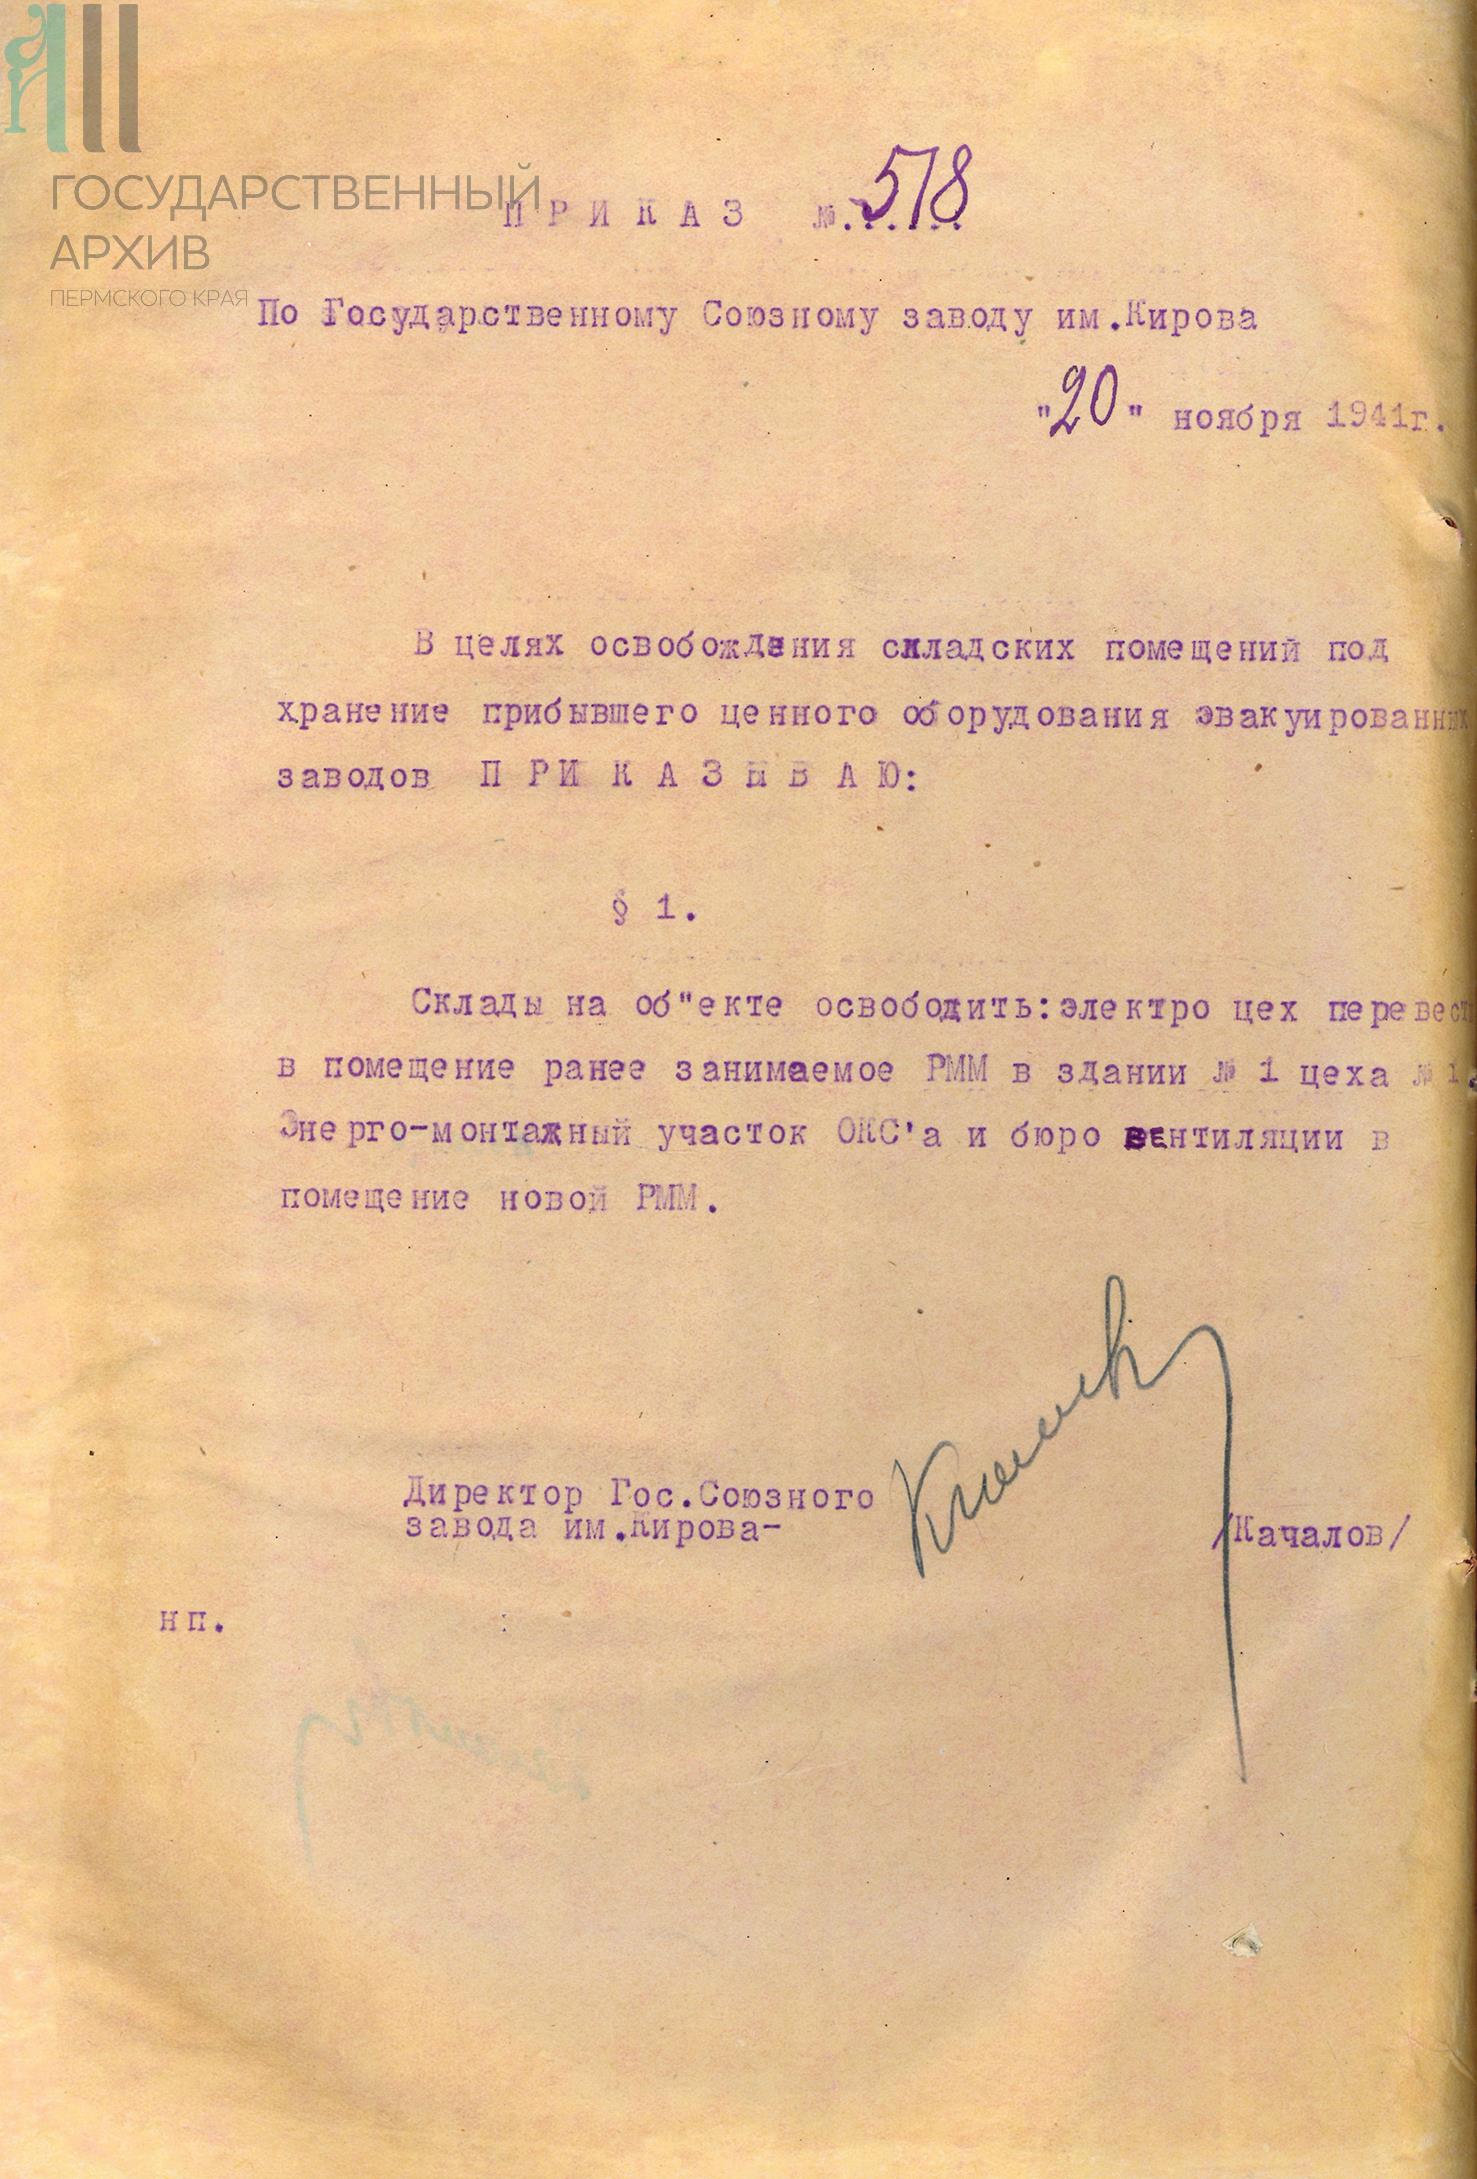 ГОСУДАРСТВЕННЫЙ
АРХИВ
ПЕРМСКОГО КРАЯ
ПРИКАЗ №. 578
По Государственному Союзному заводу им.Кирова
"20" ноября 1941г.
В целях освобождения складских помещений под
хранение прибывшего ценного оборудования эвакуированных
заводов П Р И К А З Ы В А Ю:
§ 1.
Склады на об"екте освободить:электро цех перевест
в помещение ранее занимаемое РММ в здании № 1 цеха № 1.
Энерго-монтажный участок ОКС'а и бюро вентиляции в
помещение новой РММ.
Директор Гос.Союзного
завода им.Кирова-
/Качалов/
нп.